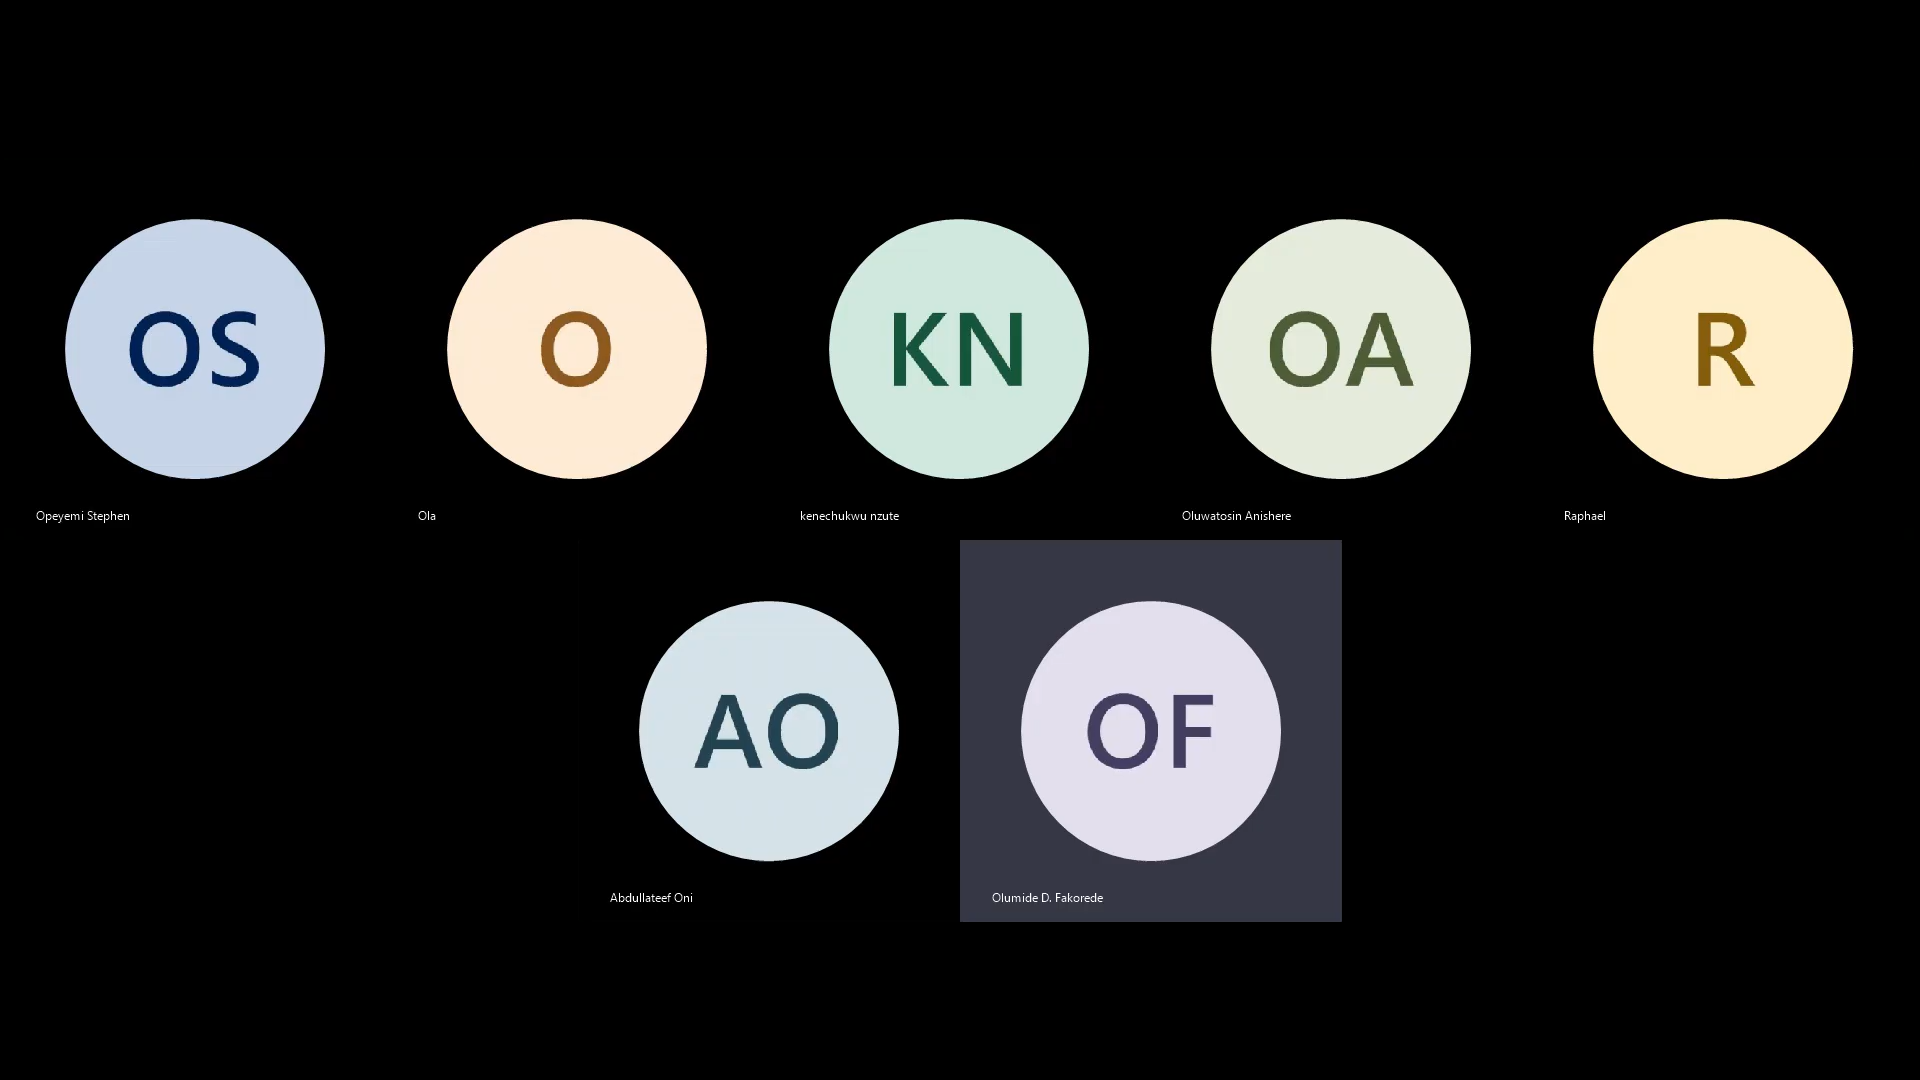 OS
O
KN
OA
R
Opeyemi Stephen
Ola
kenechukwu nzute
Oluwatosin Anishere
Raphael
AO
OF
Abdullateef Oni
Olumide D. Fakorede